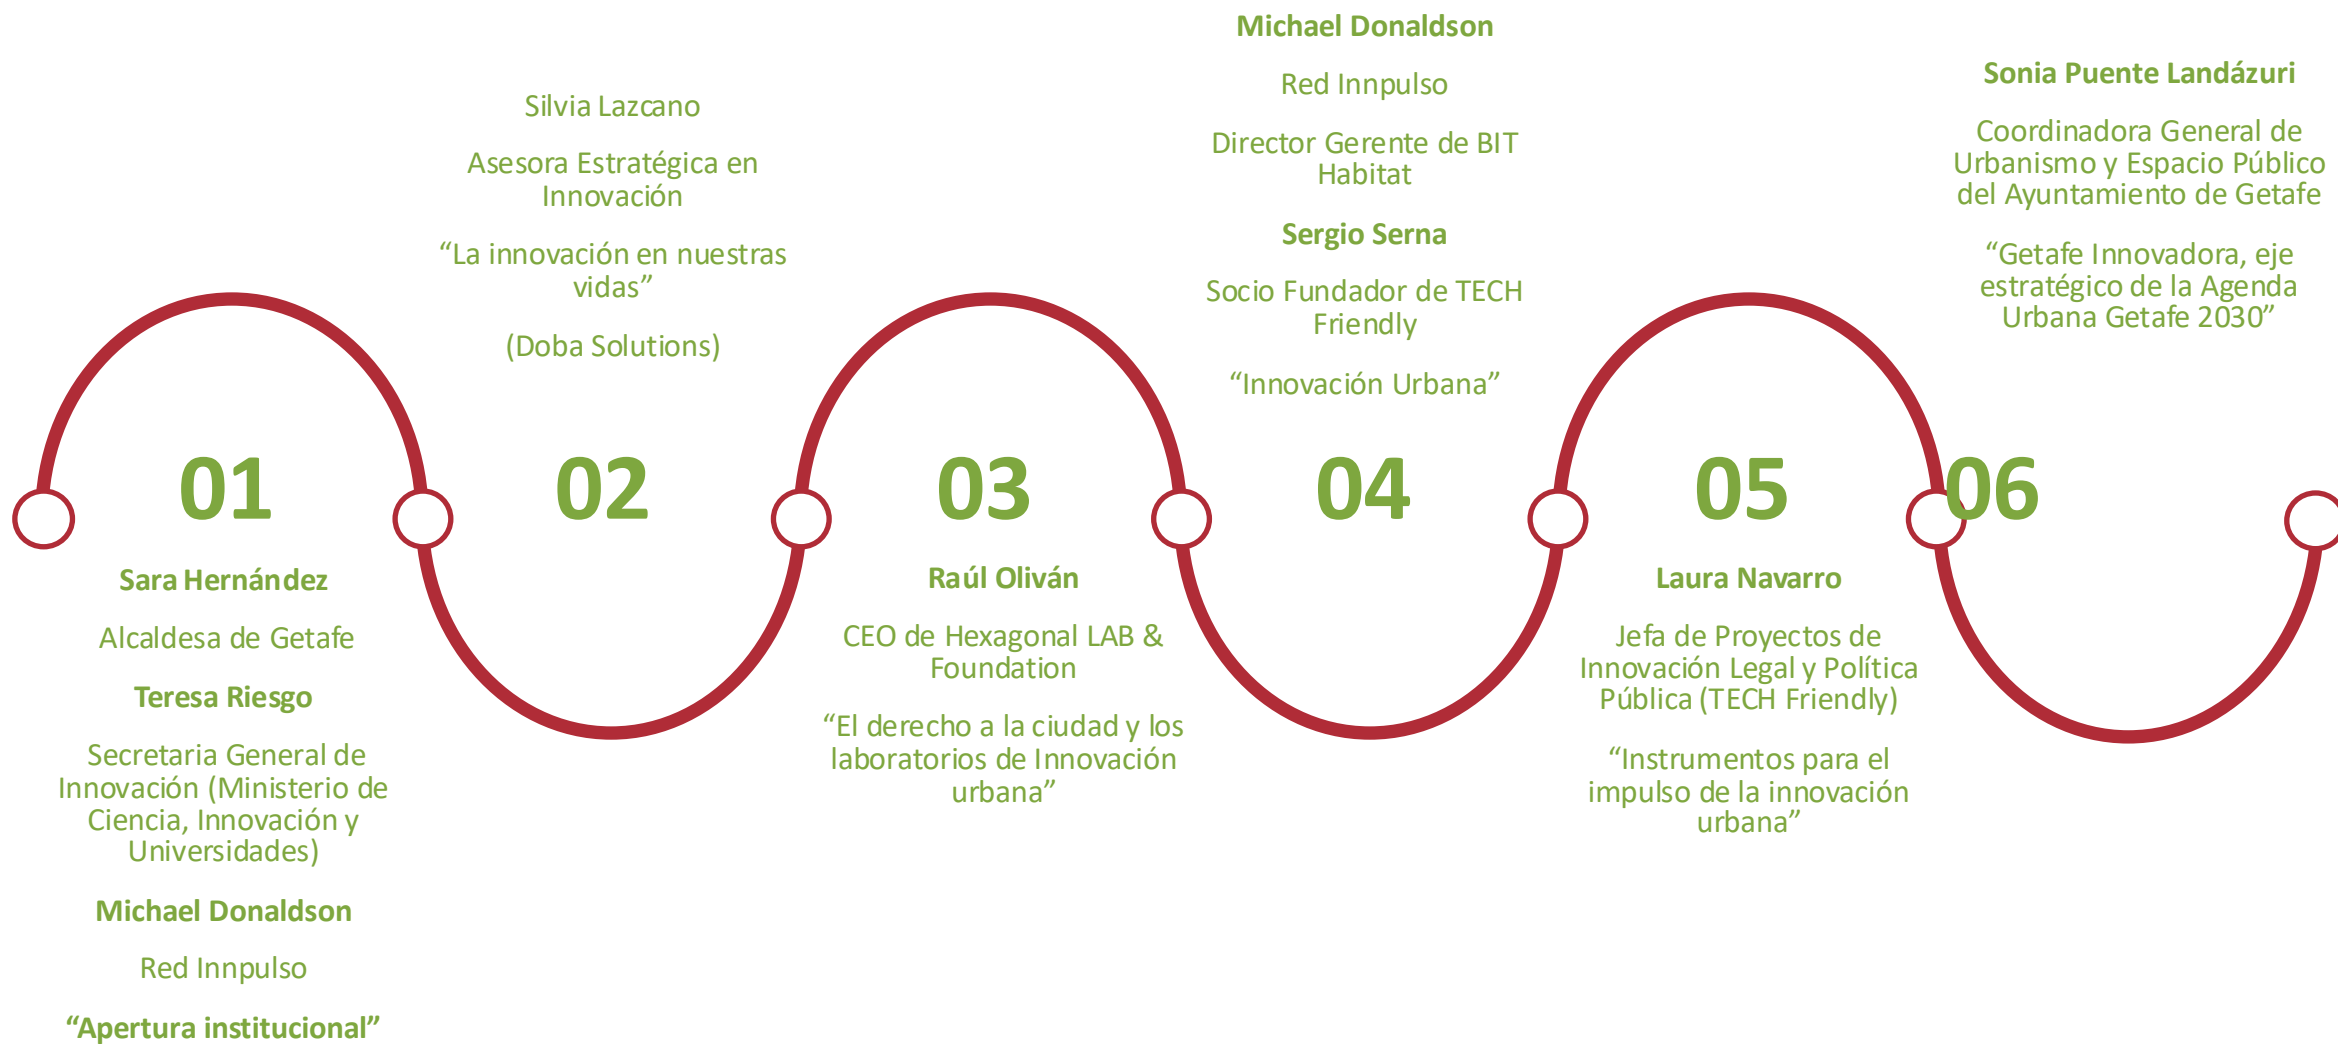 01
Sara Hernández
Alcaldesa de Getafe
Teresa Riesgo
Secretaria General de
Innovación (Ministerio de
Ciencia, Innovación y
Universidades)
Michael Donaldson
Red Innpulso
“Apertura institucional”
Silvia Lazcano
Asesora Estratégica en
Innovación
“La innovación en nuestras
vidas”
(Doba Solutions)
02
03
Raúl Oliván
CEO de Hexagonal LAB &
Foundation
“El derecho a la ciudad y los
laboratorios de Innovación
urbana”
Michael Donaldson
Red Innpulso
Director Gerente de BIT
Habitat
Sergio Serna
Socio Fundador de TECH
Friendly
“Innovación Urbana”
04
05
Laura Navarro
Jefa de Proyectos de
Innovación Legal y Política
Pública (TECH Friendly)
“Instrumentos para el
impulso de la innovación
urbana”
Sonia Puente Landázuri
Coordinadora General de
Urbanismo y Espacio Público
del Ayuntamiento de Getafe
“Getafe Innovadora, eje
estratégico de la Agenda
Urbana Getafe 2030”
06